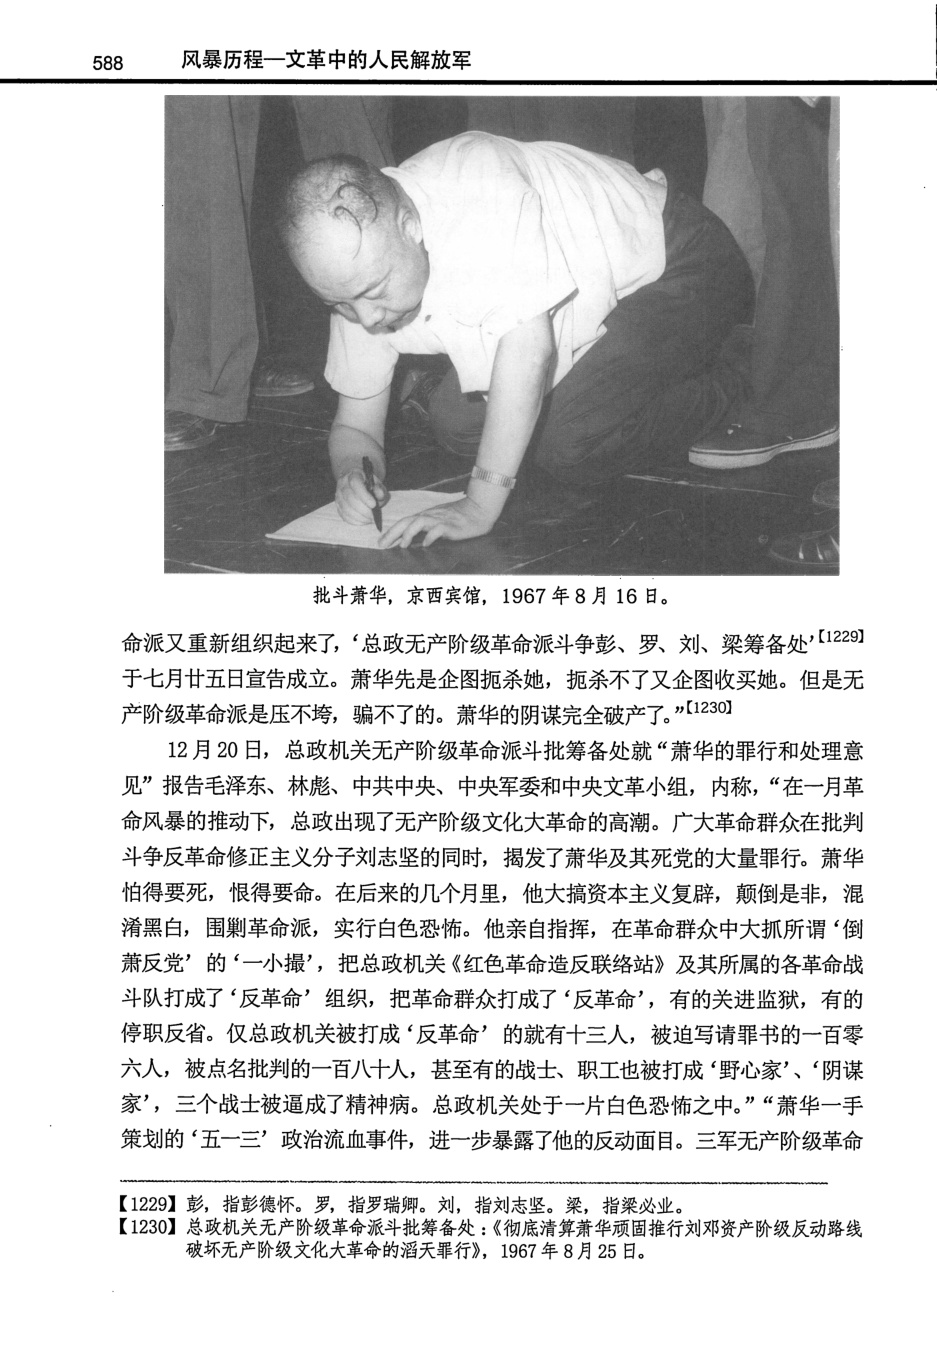 588 风暴历程—文革中的人民解放军
批斗萧华，京西宾馆，1967年8月16日。
命派又重新组织起来了，‘总政无产阶级革命派斗争彭、罗、刘、梁筹备处’【1229】
于七月廿五日宣告成立。萧华先是企图扼杀她，扼杀不了又企图收买她。但是无
产阶级革命派是压不垮，骗不了的。萧华的阴谋完全破产了。”【1230】
12月20日，总政机关无产阶级革命派斗批筹备处就“萧华的罪行和处理意
见”报告毛泽东、林彪、中共中央、中央军委和中央文革小组，内称，“在一月革
命风暴的推动下，总政出现了无产阶级文化大革命的高潮。广大革命群众在批判
斗争反革命修正主义分子刘志坚的同时，揭发了萧华及其死党的大量罪行。萧华
怕得要死，恨得要命。在后来的几个月里，他大搞资本主义复辟，颠倒是非，混
淆黑白，围剿革命派，实行白色恐怖。他亲自指挥，在革命群众中大抓所谓‘倒
萧反党’的‘一小撮’，把总政机关《红色革命造反联络站》及其所属的各革命战
斗队打成了‘反革命’组织，把革命群众打成了‘反革命’，有的关进监狱，有的
停职反省。仅总政机关被打成‘反革命’的就有十三人，被迫写请罪书的一百零
六人，被点名批判的一百八十人，甚至有的战士、职工也被打成‘野心家’、‘阴谋
家’，三个战士被逼成了精神病。总政机关处于一片白色恐怖之中。”“萧华一手
策划的‘五一三’政治流血事件，进一步暴露了他的反动面目。三军无产阶级革命
【1229】彭，指彭德怀。罗，指罗瑞卿。刘，指刘志坚。梁，指梁必业。
【1230】总政机关无产阶级革命派斗批筹备处：《彻底清算萧华顽固推行刘邓资产阶级反动路线
破坏无产阶级文化大革命的滔天罪行》，1967年8月25日。